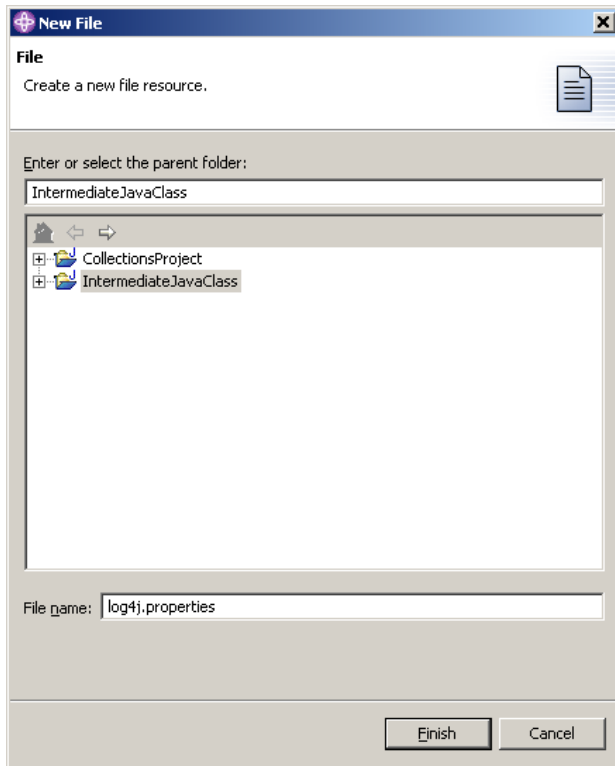 New File
File
Create a new file resource.
Enter or select the parent folder:
IntermediateJavaClass
CollectionsProject
IntermediateJavaClass
File name: log4j.properties
Finish Cancel